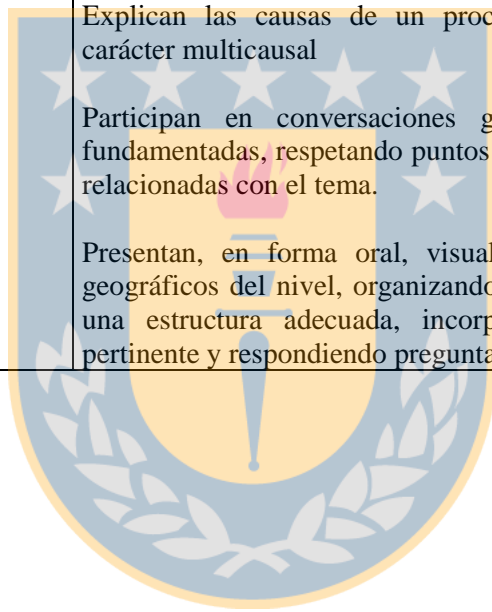 Explican las causas de un proc
carácter multicausal
Participan en conversaciones g
fundamentadas, respetando puntos
relacionadas con el tema.
Presentan, en forma oral, visual
geográficos del nivel, organizando
una estructura adecuada, incorp
pertinente y respondiendo pregunta